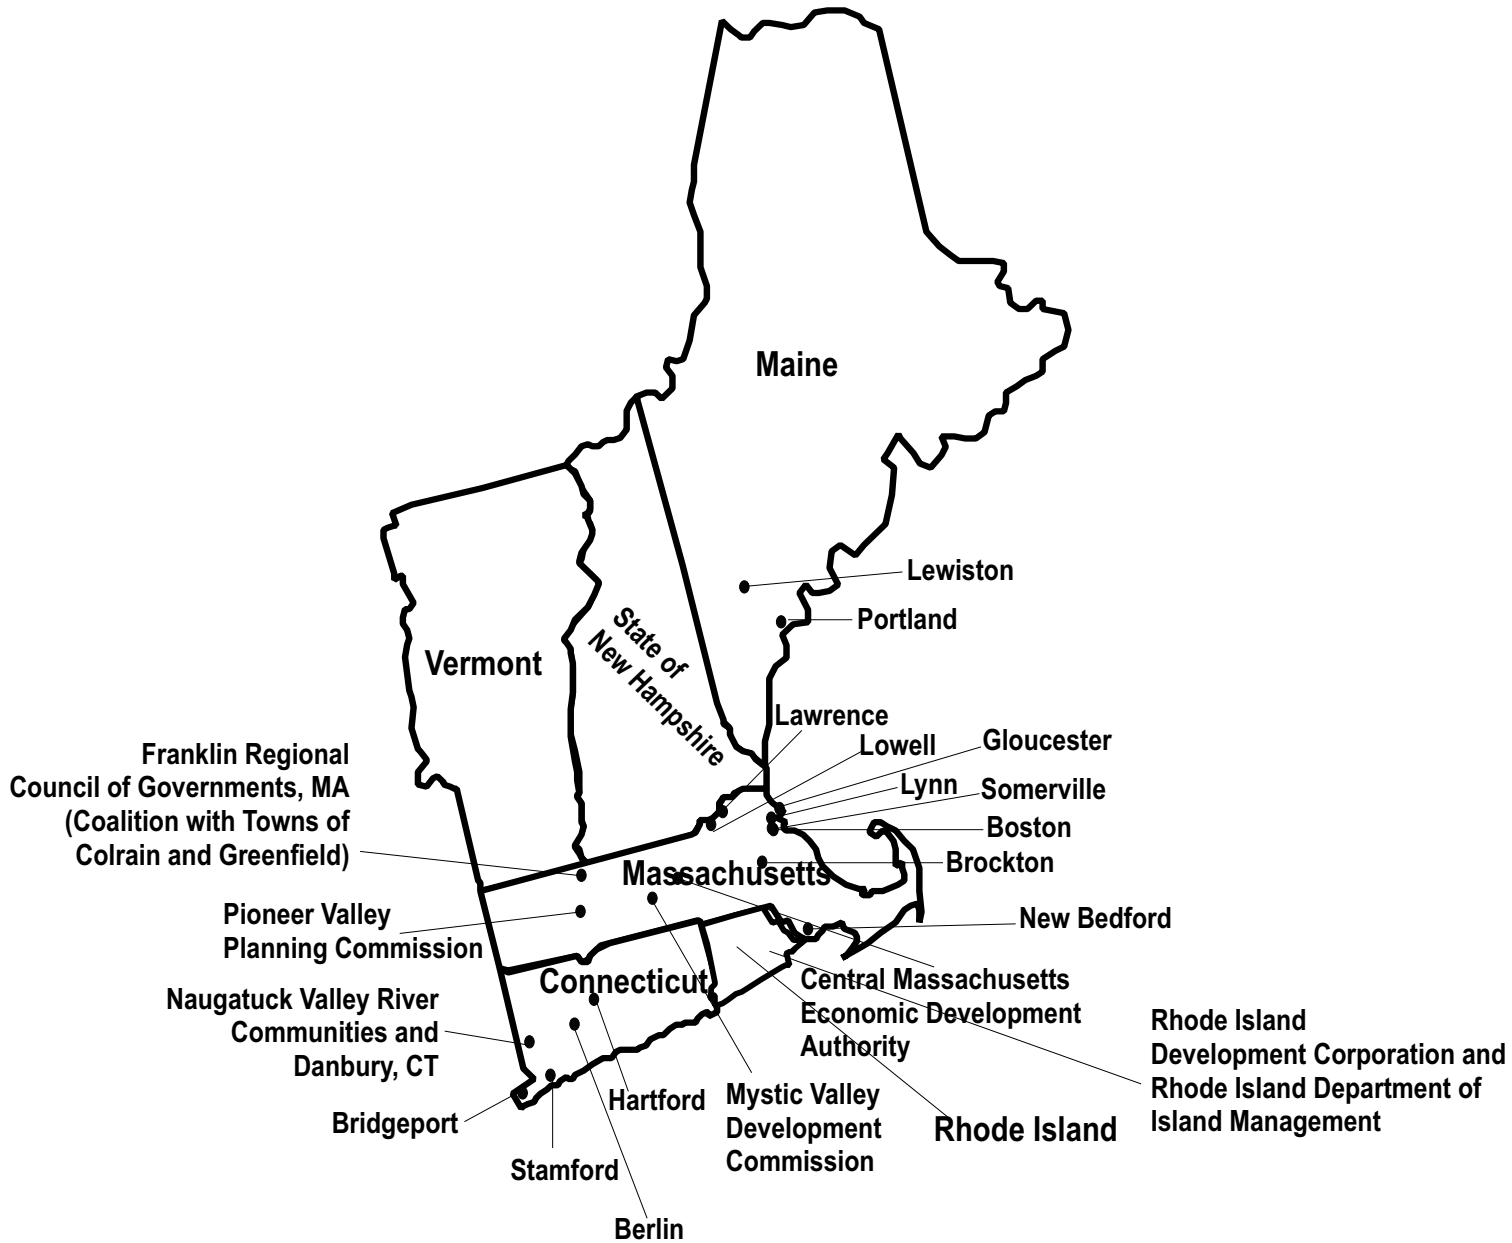 Maine
Lewiston
Portland
State of
New Hampshire
Vermont
Lawrence
Lowell
Gloucester
Lynn
Somerville
Boston
Brockton
Franklin Regional
Council of Governments, MA
(Coalition with Towns of
Colrain and Greenfield)
Massachusetts
Pioneer Valley
Planning Commission
New Bedford
Connecticut
Central Massachusetts
Economic Development
Authority
Naugatuck Valley River
Communities and
Danbury, CT
Rhode Island
Development Corporation and
Rhode Island Department of
Island Management
Hartford
Mystic Valley
Development
Commission
Bridgeport
Rhode Island
Stamford
Berlin